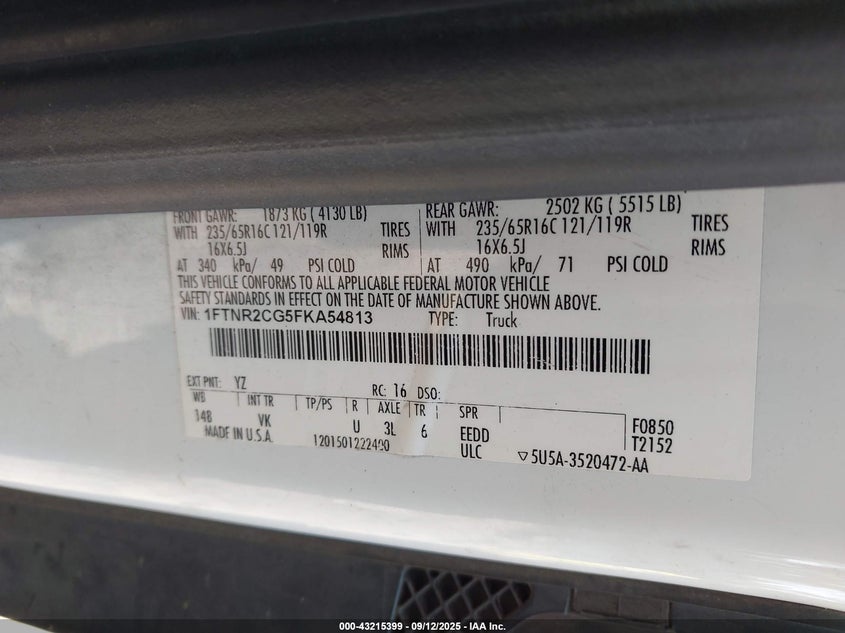 FRONT GAWR: 1873 KG ( 4130 LB) REAR GAWR: 2502 KG ( 5515 LB)
WITH 235/65R16C 121/119R TIRES WITH 235/65R16C 121/119R TIRES
16X6.5J RIMS 16X6.5J RIMS
AT 340 kPa/ 49 PSI COLD AT 490 kPa/ 71 PSI COLD
THIS VEHICLE CONFORMS TO ALL APPLICABLE FEDERAL MOTOR VEHICLE
SAFETY STANDARDS IN EFFECT ON THE DATE OF MANUFACTURE SHOWN ABOVE.
VIN: 1FTNR2CG5FKA54813 TYPE: Truck
EXT PNT: YZ RC: 16 DSO:
WB INT TR TP/PS R AXLE TR SPR
148 VK U 3L 6 EEDD F0850
MADE IN U.S.A. 1201501222400 ULC T2152
▽5U5A-3520472-AA
000-43215399 - 09/12/2025 - IAA Inc.